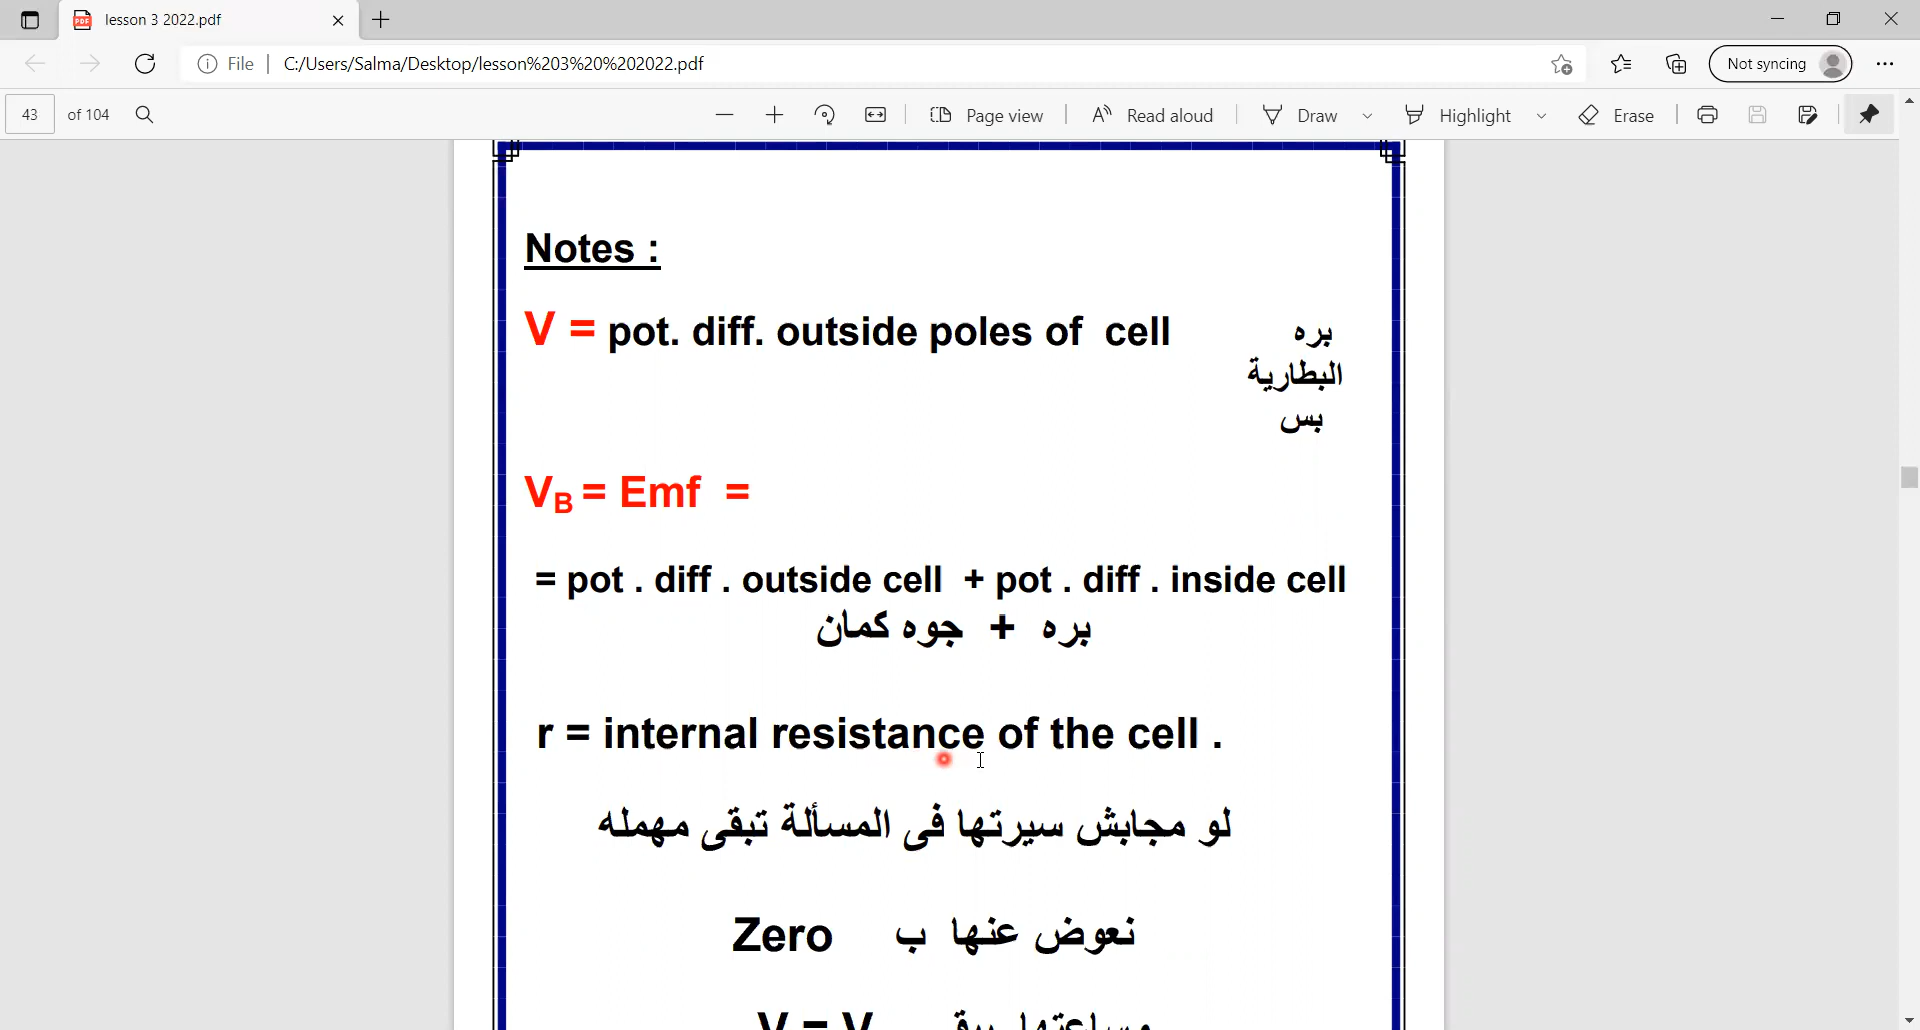 lesson 3 2022.pdf
File
C:/Users/Salma/Desktop/lesson%203%20%202022.pdf
Not syncing
43 of 104
Page view
Read aloud
Draw
Highlight
Erase
Notes :
V = pot. diff. outside poles of cell
بره
البطارية
بس
VB = Emf =
= pot . diff . outside cell + pot . diff . inside cell
بره + جوه كمان
r = internal resistance of the cell .
لو مجابش سيرتها فى المسألة تبقى مهمله
نعوض عنها ب Zero